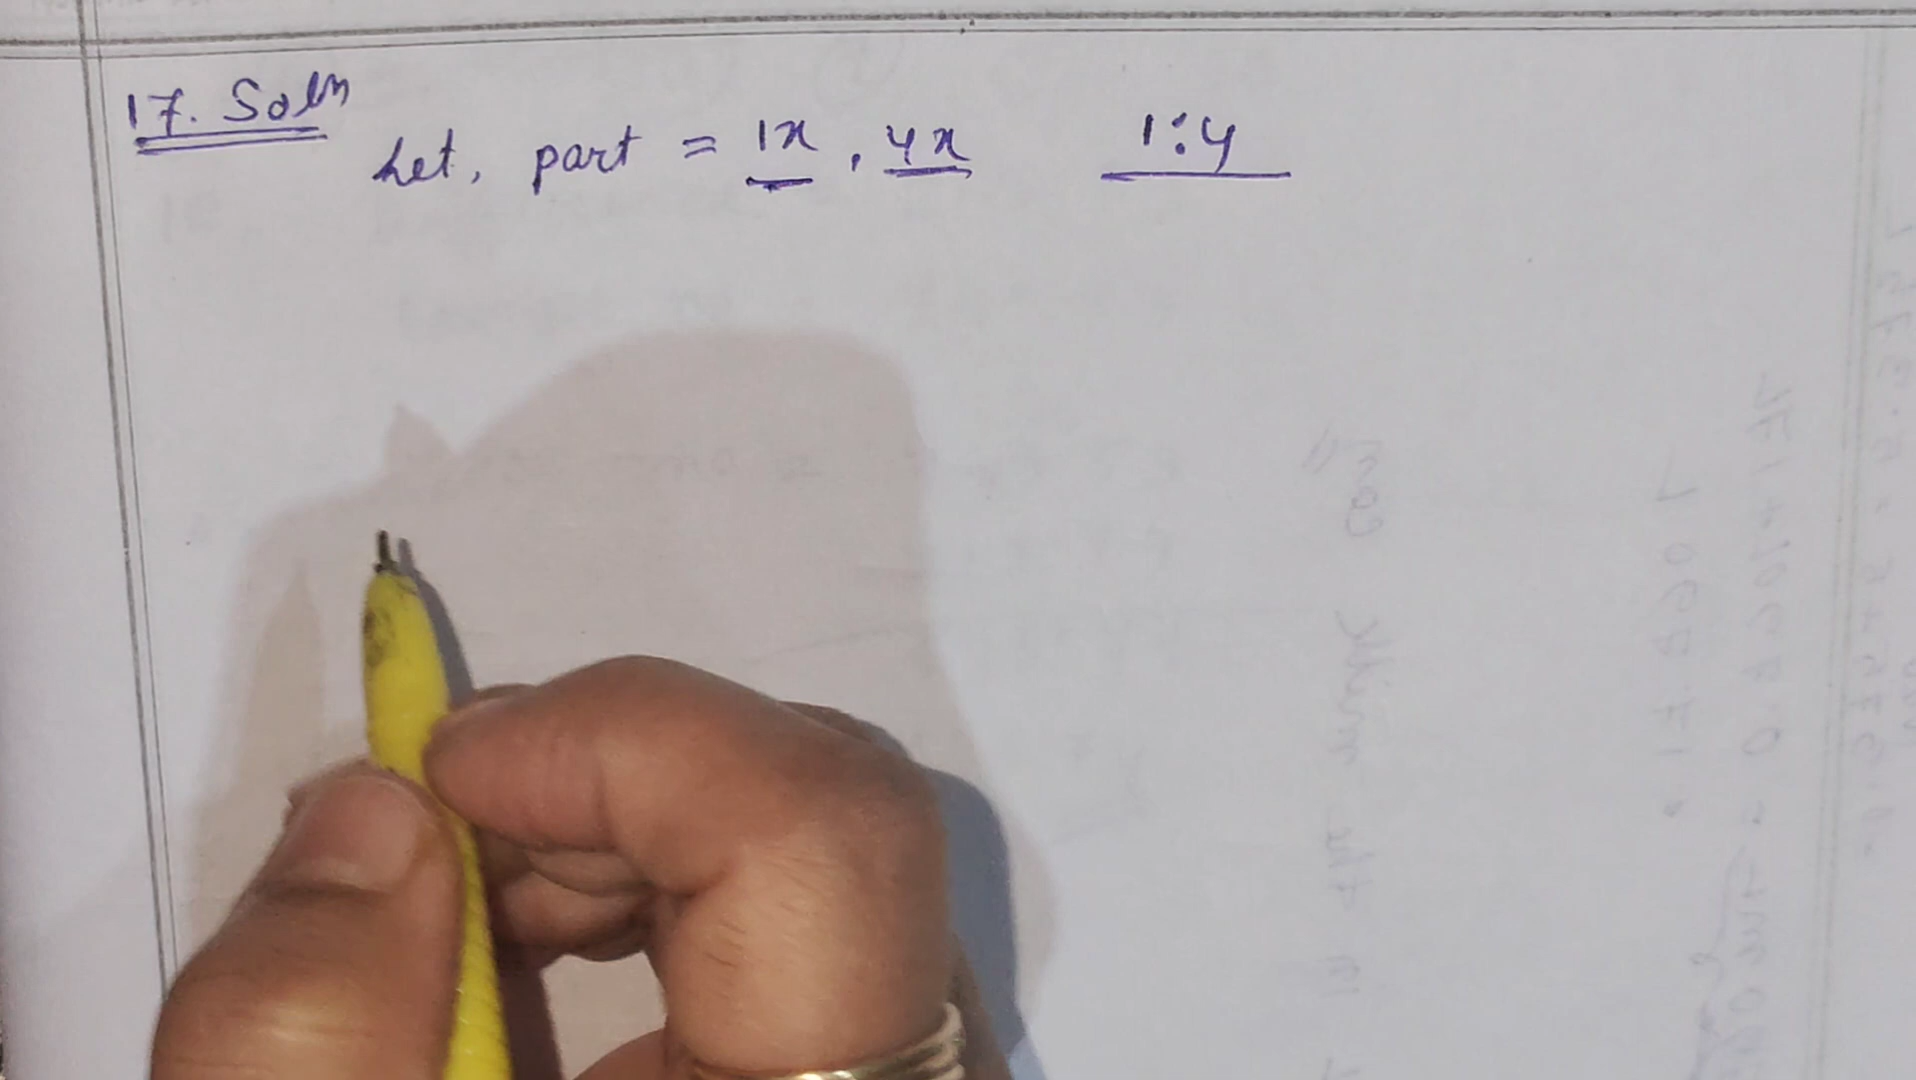 17. Soln
Let, part = 1x, 4x 1:4